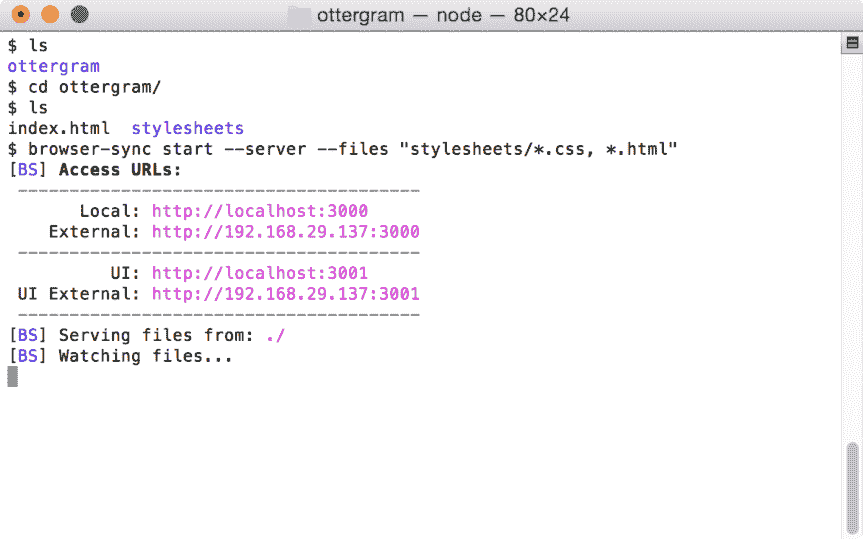 ottergram — node — 80×24
$ ls
ottergram
$ cd ottergram/
$ ls
index.html  stylesheets
$ browser-sync start --server --files "stylesheets/*.css, *.html"
[BS] Access URLs:
 ---------------------------------------
       Local: http://localhost:3000
    External: http://192.168.29.137:3000
 ---------------------------------------
          UI: http://localhost:3001
 UI External: http://192.168.29.137:3001
 ---------------------------------------
[BS] Serving files from: ./
[BS] Watching files...